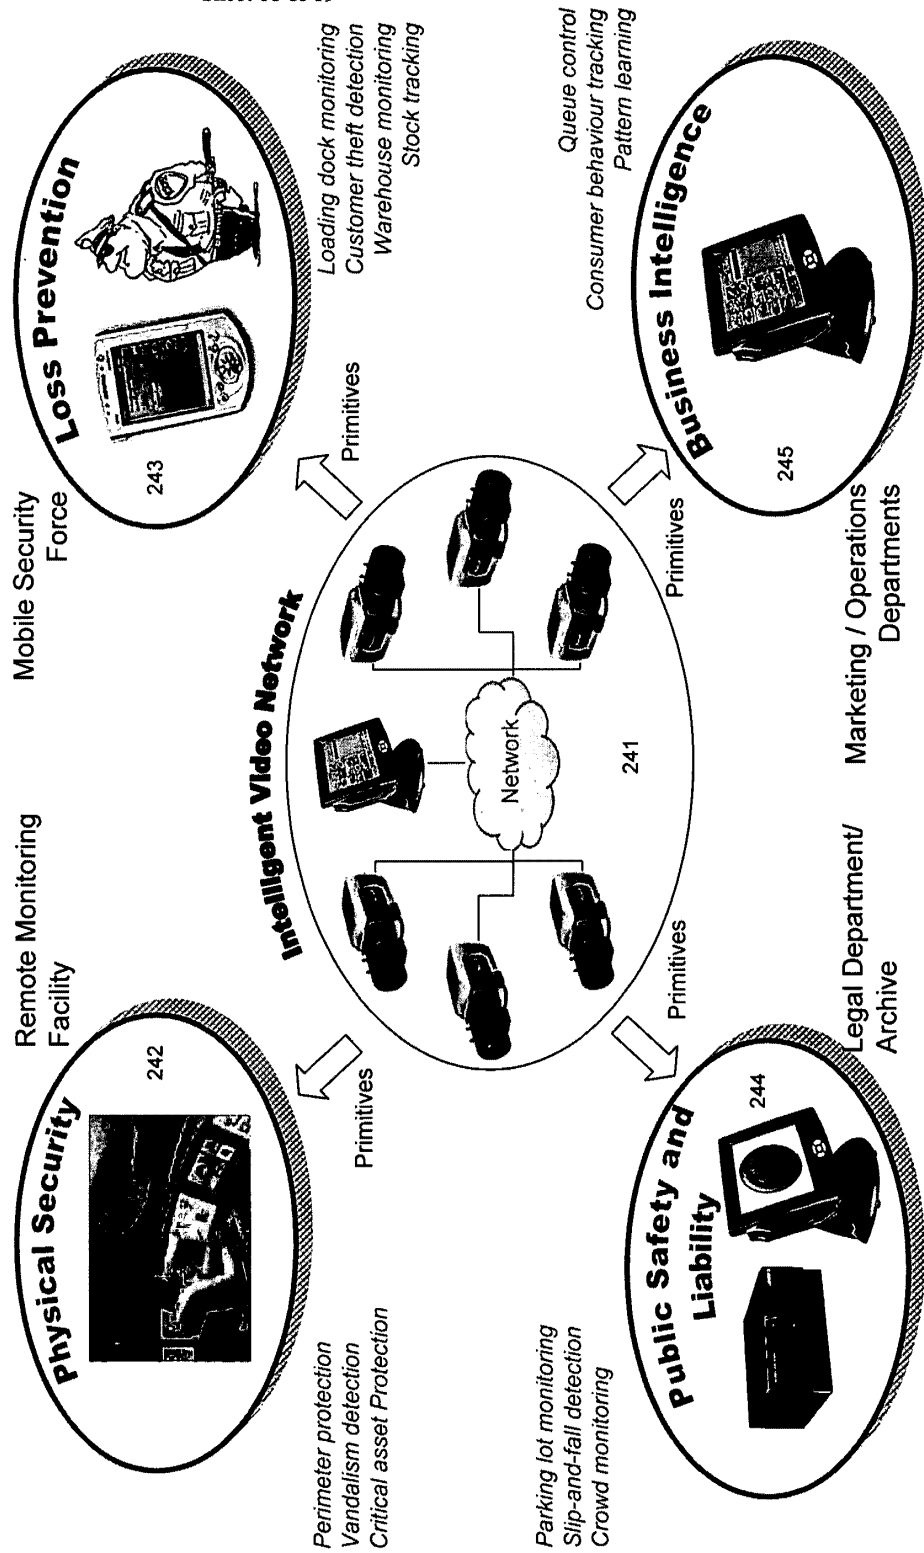 Physical Security
242
Remote Monitoring
Facility
Perimeter protection
Vandalism detection
Critical asset Protection
Primitives
Mobile Security
Force
Loss Prevention
243
Loading dock monitoring
Customer theft detection
Warehouse monitoring
Stock tracking
Primitives
Intelligent Video Network
Network
241
Parking lot monitoring
Slip-and-fall detection
Crowd monitoring
Primitives
Public Safety and
Liability
244
Legal Department/
Archive
Primitives
Queue control
Consumer behaviour tracking
Pattern learning
Business Intelligence
245
Marketing / Operations
Departments